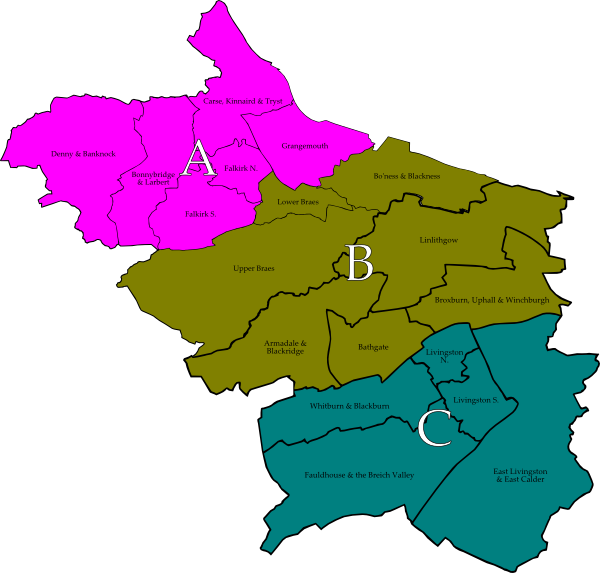 Carse, Kinnaird & Tryst
Denny & Banknock
Grangemouth
A
Bonnybridge
& Larbert
Falkirk N.
Bo'ness & Blackness
Lower Braes
Falkirk S.
Linlithgow
B
Upper Braes
Broxburn, Uphall & Winchburgh
Armadale &
Blackridge
Bathgate
Livingston
N.
Livingston S.
Whitburn & Blackburn
C
Fauldhouse & the Breich Valley
East Livingston
& East Calder